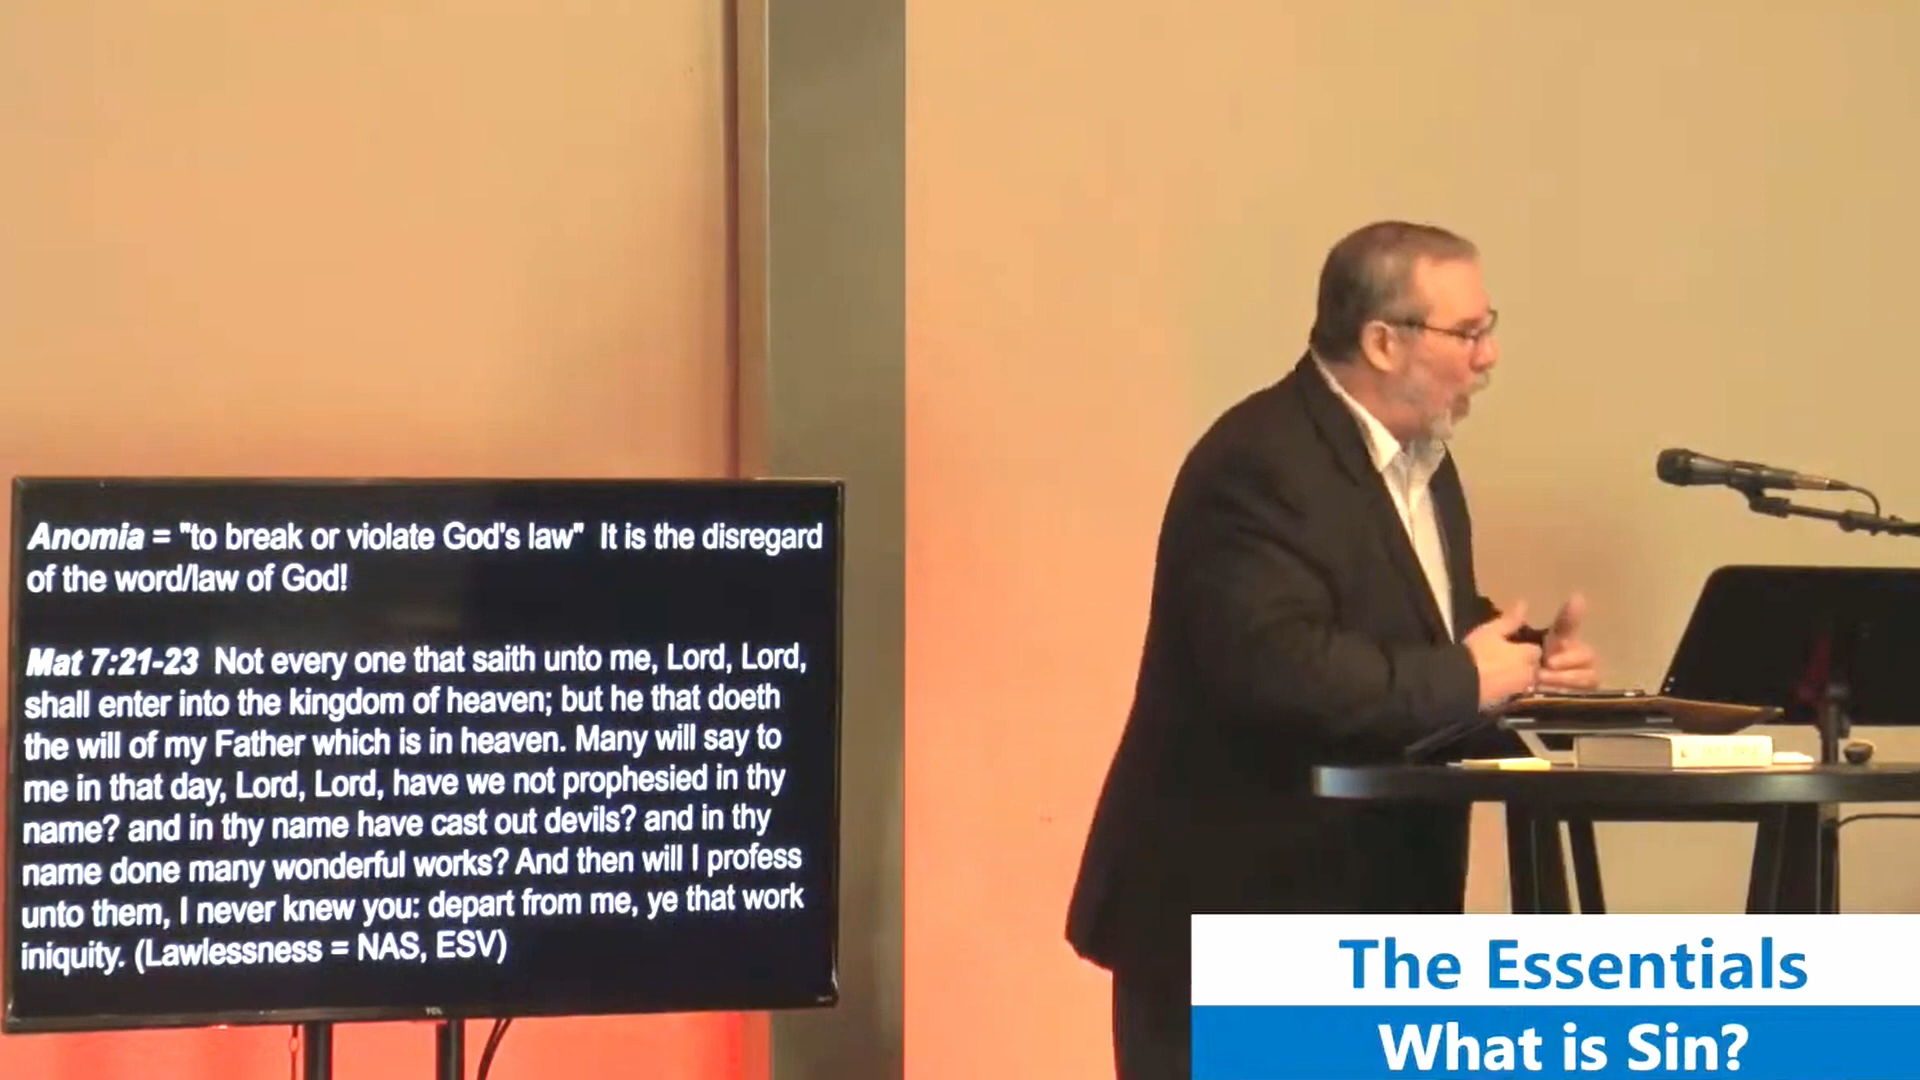 Anomia = "to break or violate God's law"  It is the disregard
of the word/law of God!
Mat 7:21-23  Not every one that saith unto me, Lord, Lord,
shall enter into the kingdom of heaven; but he that doeth
the will of my Father which is in heaven. Many will say to
me in that day, Lord, Lord, have we not prophesied in thy
name? and in thy name have cast out devils? and in thy
name done many wonderful works? And then will I profess
unto them, I never knew you: depart from me, ye that work
iniquity. (Lawlessness = NAS, ESV)
TCL
The Essentials
What is Sin?